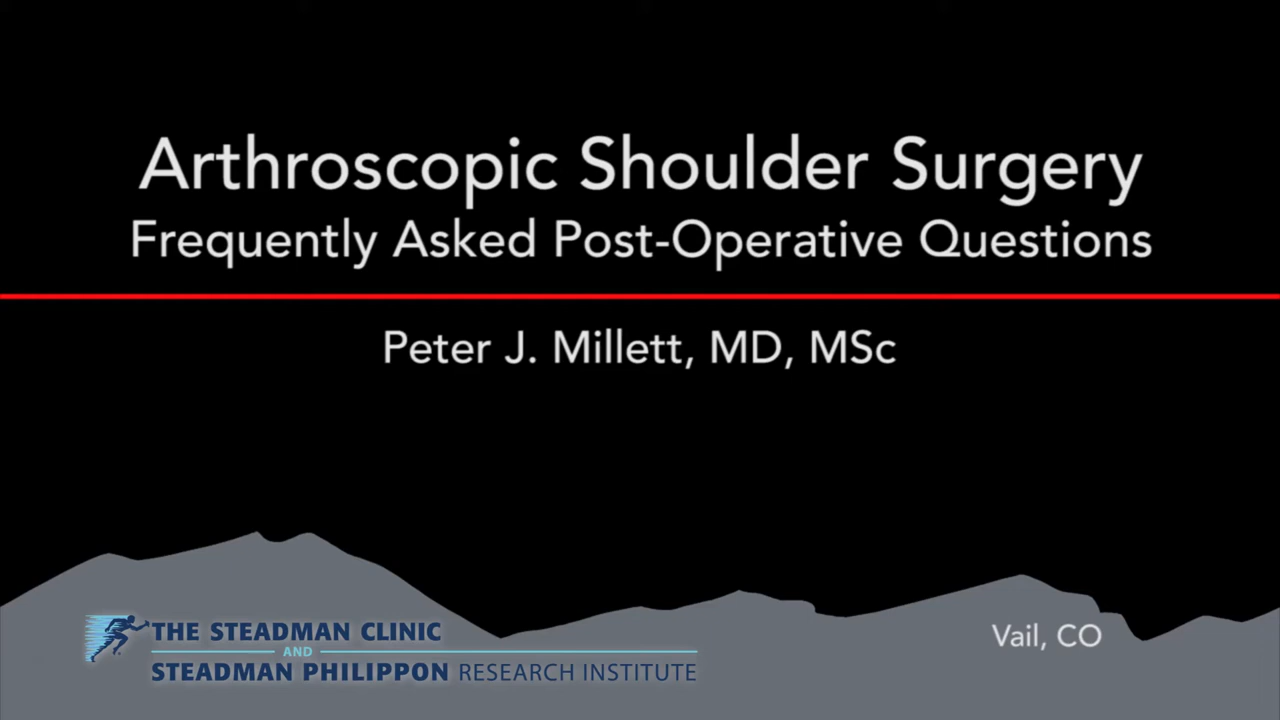 Arthroscopic Shoulder Surgery
Frequently Asked Post-Operative Questions
Peter J. Millett, MD, MSc
THE STEADMAN CLINIC
AND
STEADMAN PHILIPPON RESEARCH INSTITUTE
Vail, CO